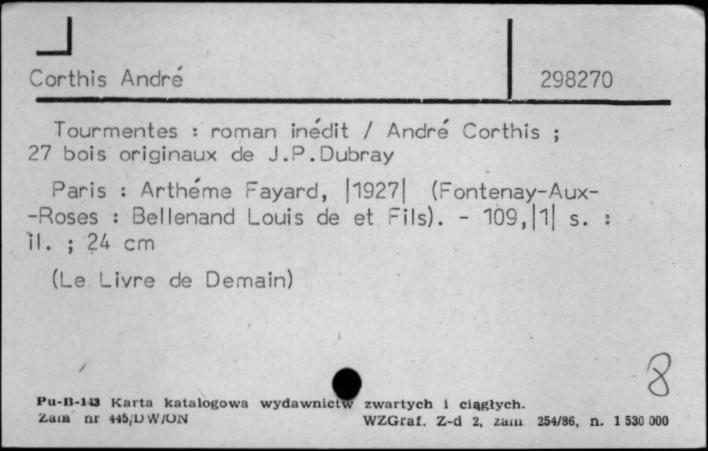 Corthis André 298270
Tourmentes : roman inédit / André Corthis ;
27 bois originaux de J.P.Dubray
Paris : Arthéme Fayard, |1927| (Fontenay-Aux-
-Roses : Bellenand Louis de et Fils). - 109,|1| s. :
il. ; 24 cm
(Le Livre de Demain)
8
Pu-B-143 Karta katalogowa wydawnictw zwartych i ciągłych.
Zam nr 445/D W/ON WZGraf. Z-d 2, zam 254/86, n. 1 530 000